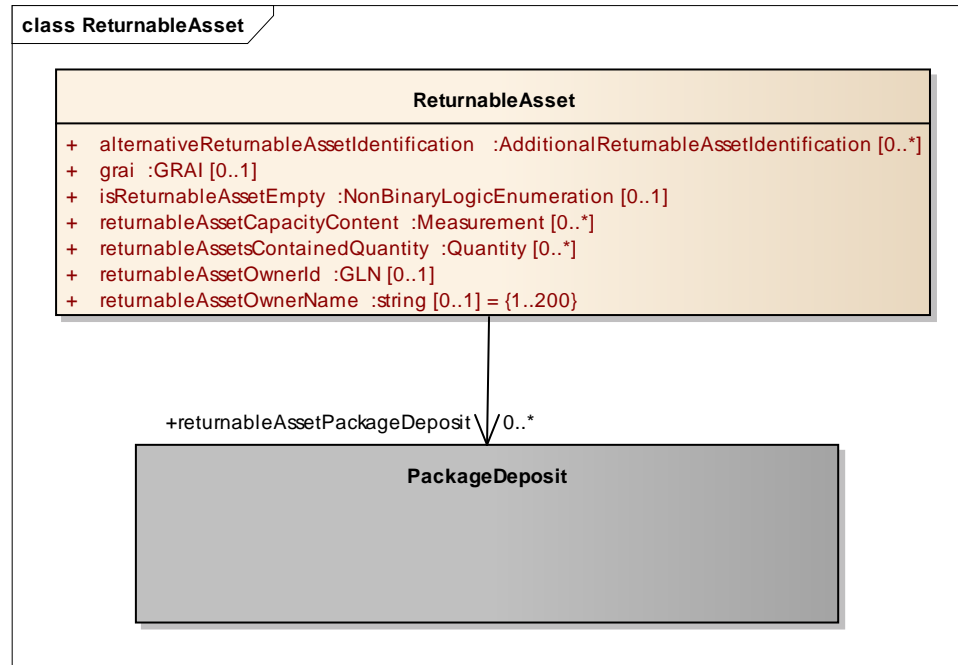 class ReturnableAsset
ReturnableAsset
+ alternativeReturnableAssetIdentification :AdditionalReturnableAssetIdentification [0..*]
+ grai :GRAI [0..1]
+ isReturnableAssetEmpty :NonBinaryLogicEnumeration [0..1]
+ returnableAssetCapacityContent :Measurement [0..*]
+ returnableAssetsContainedQuantity :Quantity [0..*]
+ returnableAssetOwnerId :GLN [0..1]
+ returnableAssetOwnerName :string [0..1] = {1..200}
+returnableAssetPackageDeposit 0..*
PackageDeposit